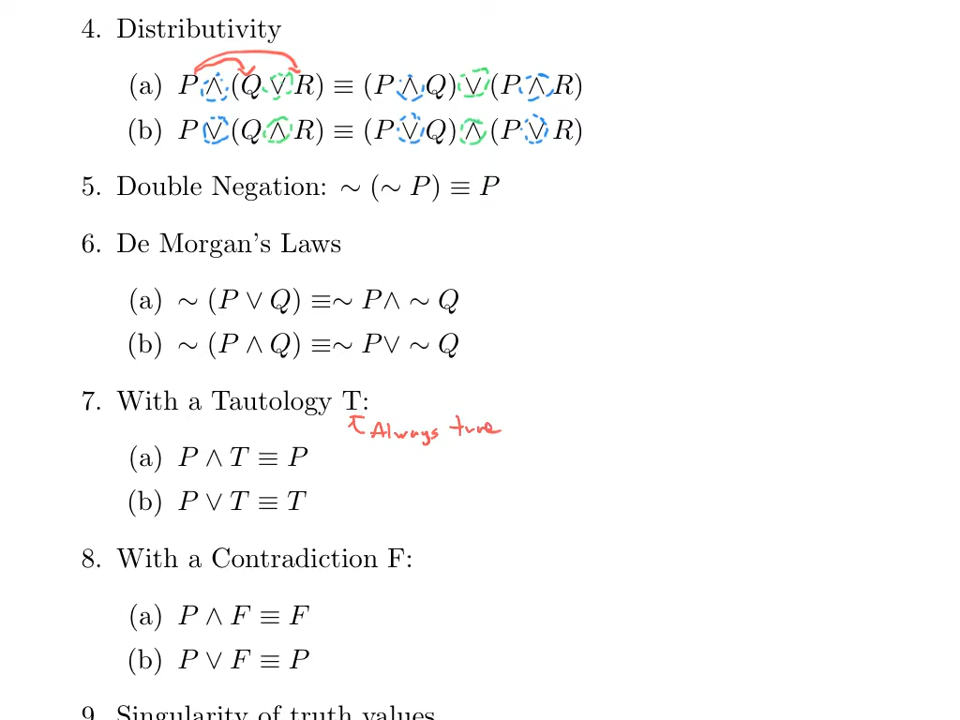 4. Distributivity
(a) P ∧ (Q ∨ R) ≡ (P ∧ Q) ∨ (P ∧ R)
(b) P ∨ (Q ∧ R) ≡ (P ∨ Q) ∧ (P ∨ R)
5. Double Negation: ∼ (∼ P) ≡ P
6. De Morgan's Laws
(a) ∼ (P ∨ Q) ≡∼ P∧ ∼ Q
(b) ∼ (P ∧ Q) ≡∼ P∨ ∼ Q
7. With a Tautology T:
Always true
(a) P ∧ T ≡ P
(b) P ∨ T ≡ T
8. With a Contradiction F:
(a) P ∧ F ≡ F
(b) P ∨ F ≡ P
9. Singularity of truth values